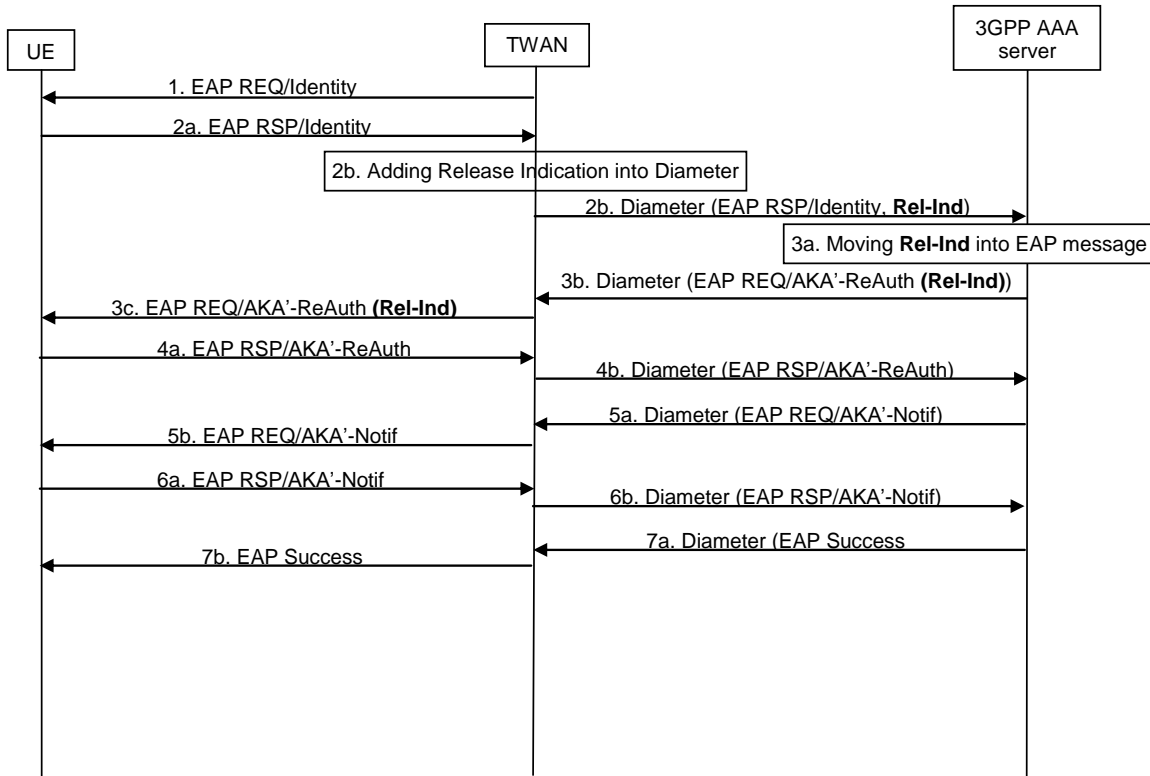 UE
TWAN
3GPP AAA
server
1. EAP REQ/Identity
2a. EAP RSP/Identity
2b. Adding Release Indication into Diameter
2b. Diameter (EAP RSP/Identity, Rel-Ind)
3a. Moving Rel-Ind into EAP message
3b. Diameter (EAP REQ/AKA'-ReAuth (Rel-Ind))
3c. EAP REQ/AKA'-ReAuth (Rel-Ind)
4a. EAP RSP/AKA'-ReAuth
4b. Diameter (EAP RSP/AKA'-ReAuth)
5a. Diameter (EAP REQ/AKA'-Notif)
5b. EAP REQ/AKA'-Notif
6a. EAP RSP/AKA'-Notif
6b. Diameter (EAP RSP/AKA'-Notif)
7a. Diameter (EAP Success
7b. EAP Success